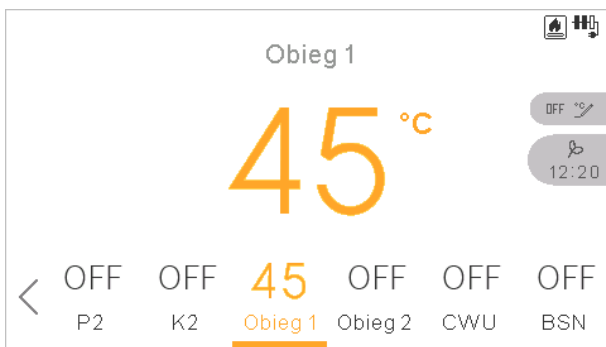 Obieg 1
45 °C
OFF °C
12:20
OFF OFF 45 OFF OFF OFF
P2 K2 Obieg 1 Obieg 2 CWU BSN